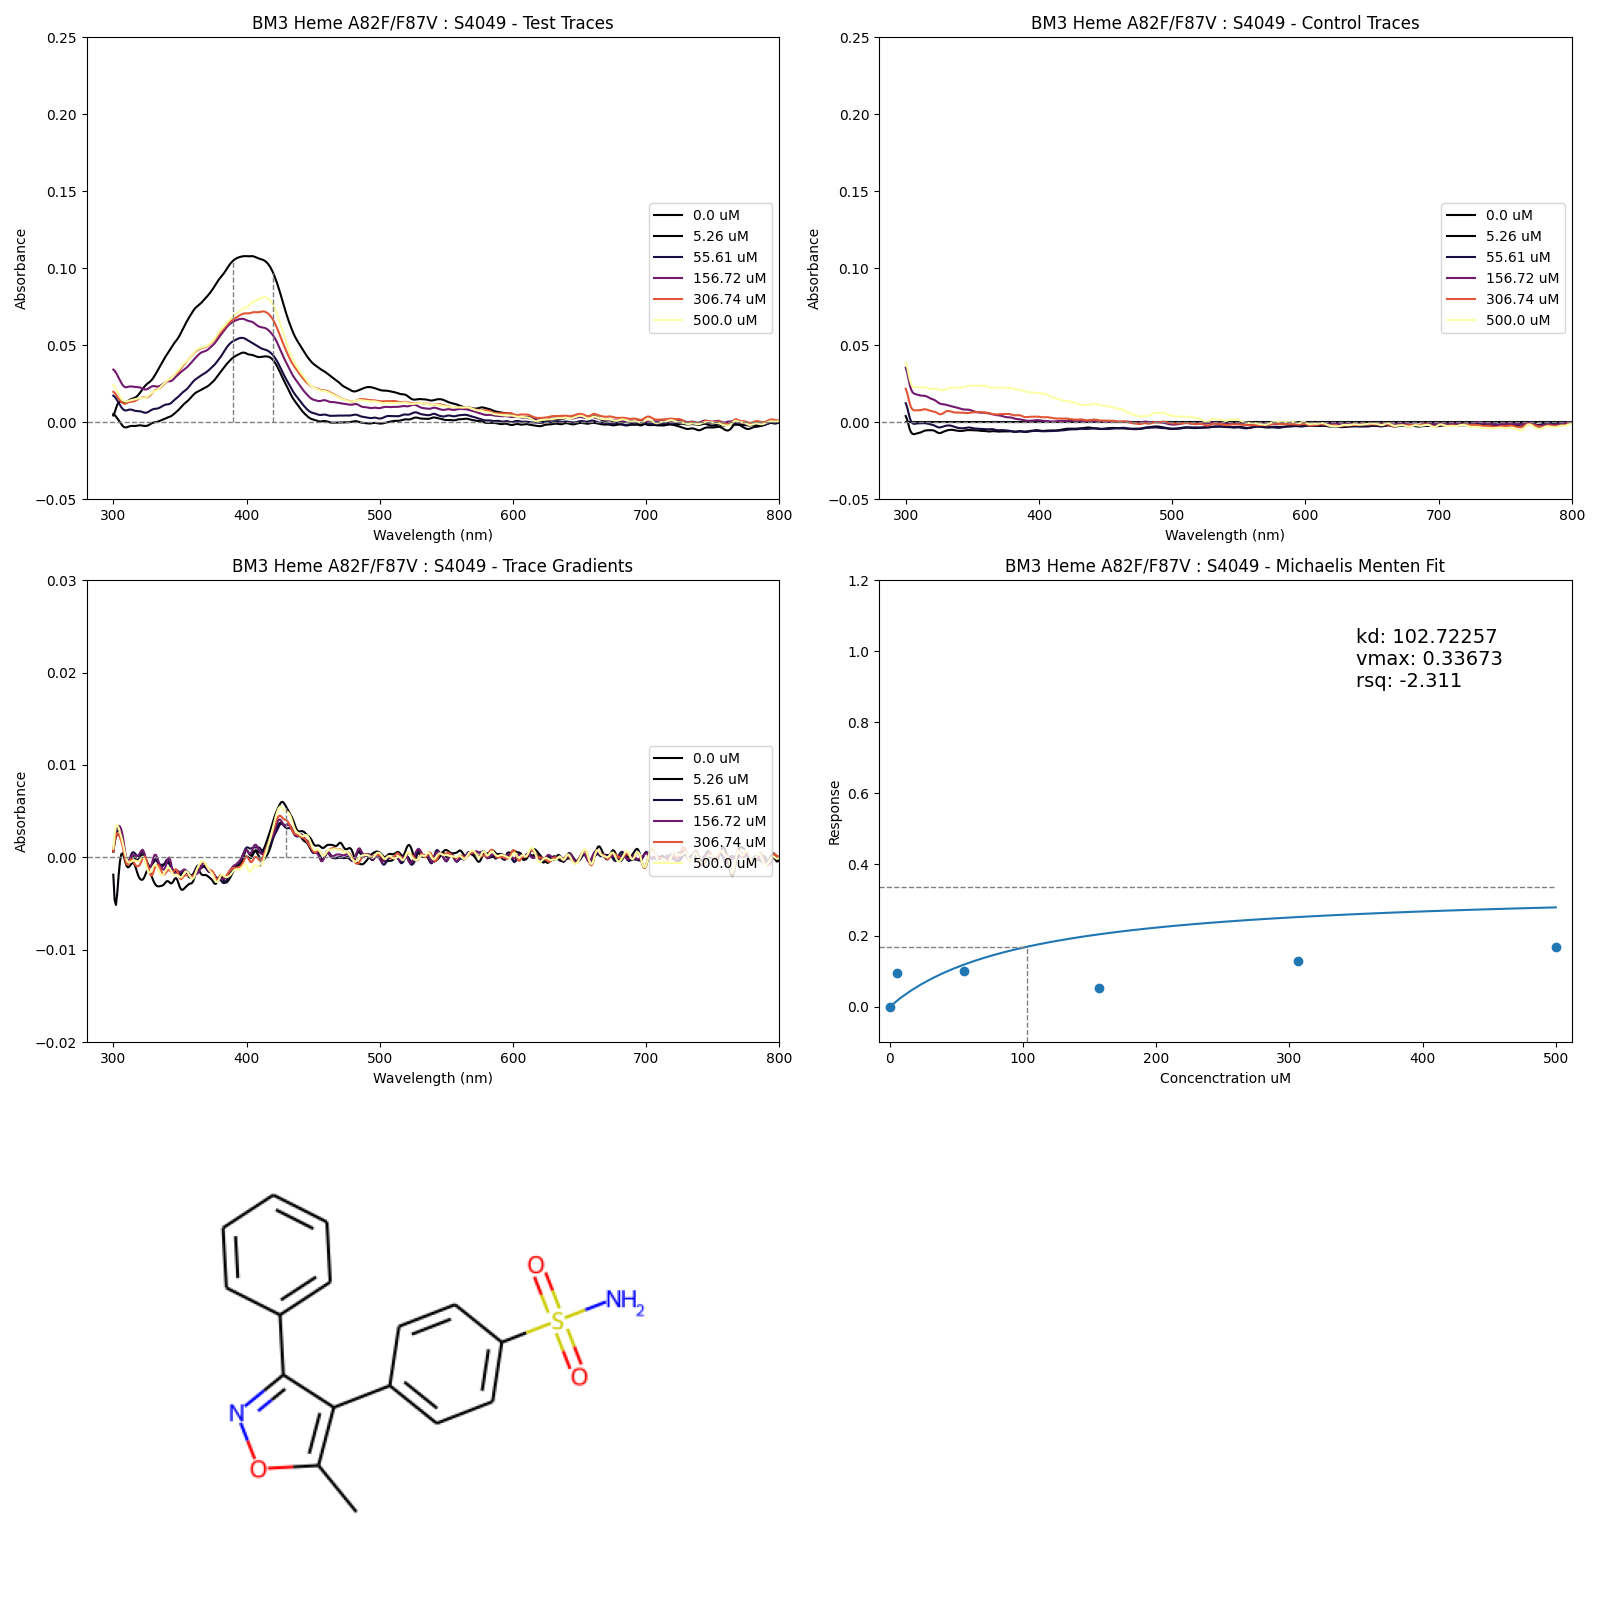 BM3 Heme A82F/F87V : S4049 - Test Traces
0.25
0.20
0.15
0.10
0.05
0.00
−0.05
Absorbance
300 400 500 600 700 800
Wavelength (nm)
0.0 uM
5.26 uM
55.61 uM
156.72 uM
306.74 uM
500.0 uM
BM3 Heme A82F/F87V : S4049 - Control Traces
0.25
0.20
0.15
0.10
0.05
0.00
−0.05
Absorbance
300 400 500 600 700 800
Wavelength (nm)
0.0 uM
5.26 uM
55.61 uM
156.72 uM
306.74 uM
500.0 uM
BM3 Heme A82F/F87V : S4049 - Trace Gradients
0.03
0.02
0.01
0.00
−0.01
−0.02
Absorbance
300 400 500 600 700 800
Wavelength (nm)
0.0 uM
5.26 uM
55.61 uM
156.72 uM
306.74 uM
500.0 uM
BM3 Heme A82F/F87V : S4049 - Michaelis Menten Fit
1.2
1.0
0.8
0.6
0.4
0.2
0.0
Response
kd: 102.72257
vmax: 0.33673
rsq: -2.311
0 100 200 300 400 500
Concenctration uM
O
S
NH2
O
N
O